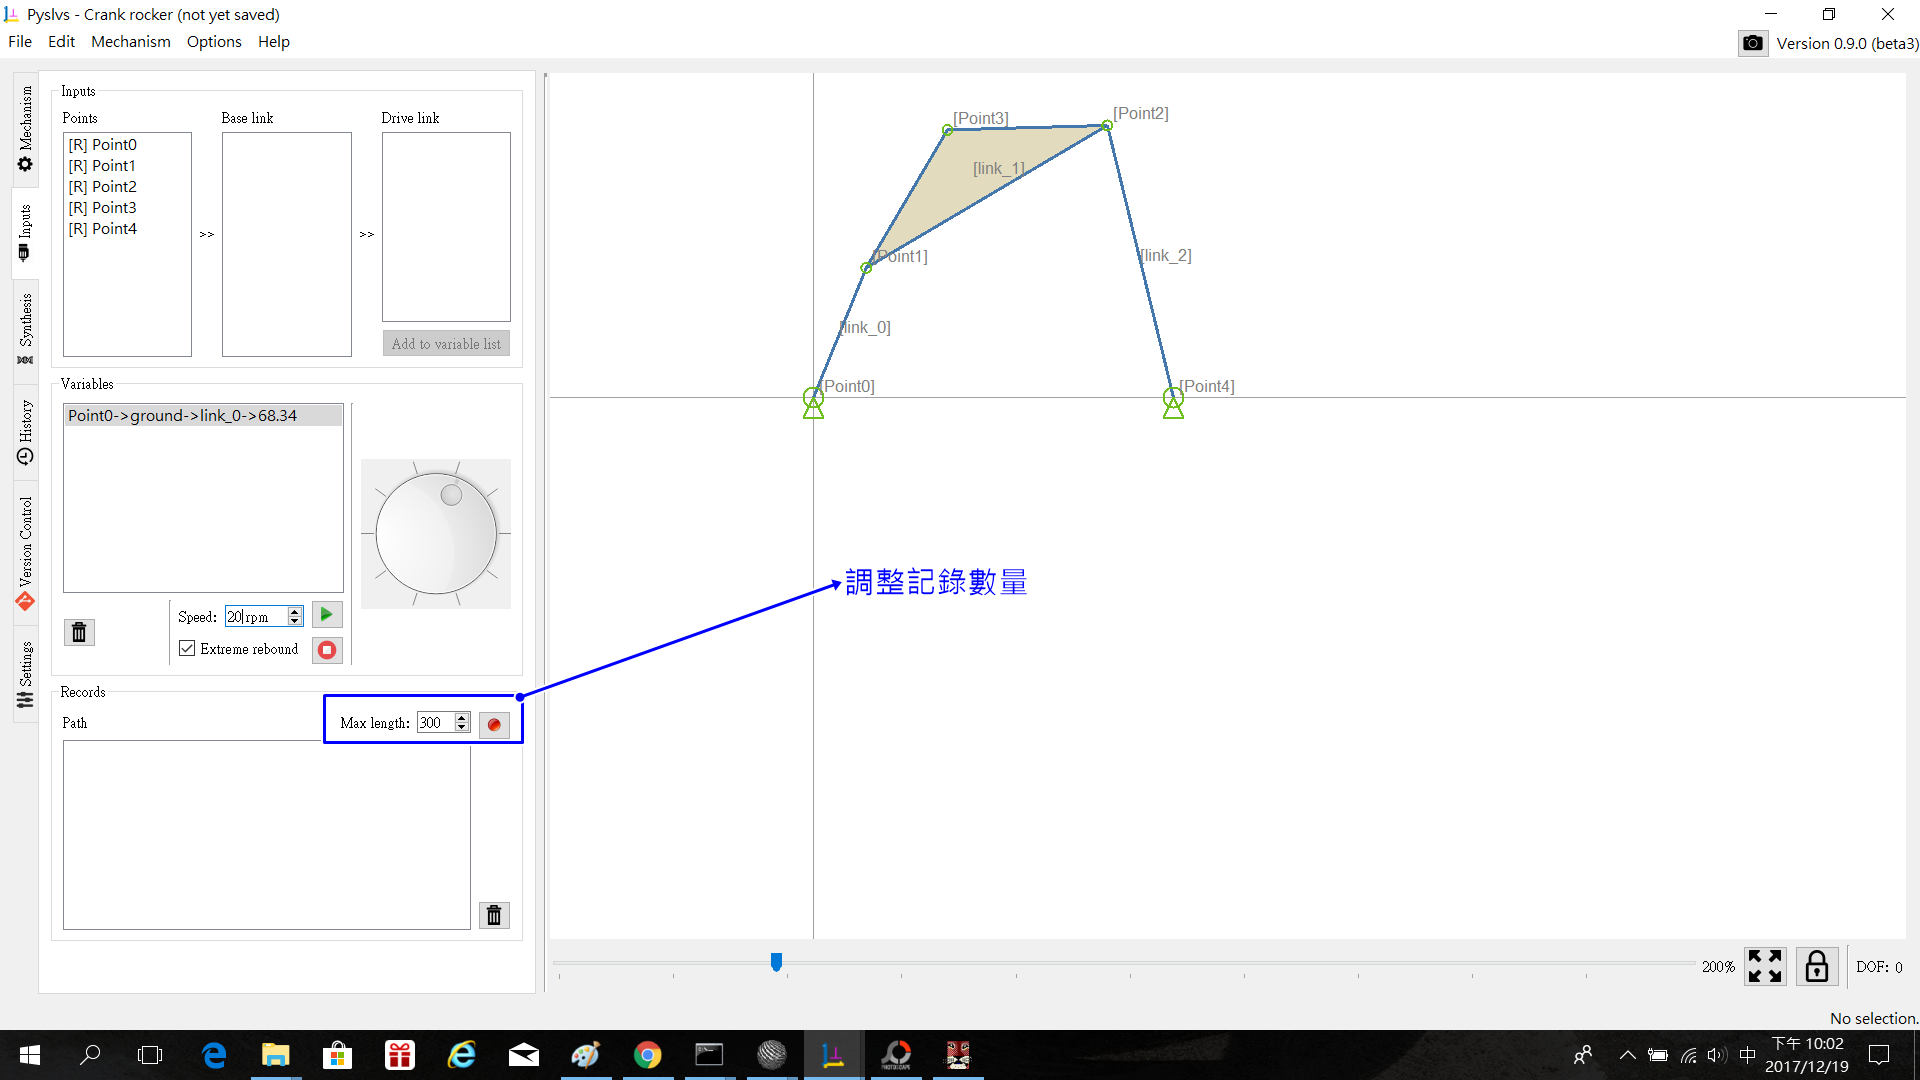 Pyslvs - Crank rocker (not yet saved)
File Edit Mechanism Options Help
Version 0.9.0 (beta3)
Mechanism
Inputs
Synthesis
History
Version Control
Settings
Inputs
Points
Base link
Drive link
[R] Point0
[R] Point1
[R] Point2
[R] Point3
[R] Point4
>>
>>
Add to variable list
Variables
Point0->ground->link_0->68.34
Speed: 20 rpm
Extreme rebound
Records
Path
Max length: 300
[Point3]
[Point2]
[link_1]
[Point1]
[link_2]
[link_0]
[Point0]
[Point4]
調整記錄數量
200%
DOF: 0
No selection.
PHOTOSCAPE
中
下午 10:02
2017/12/19